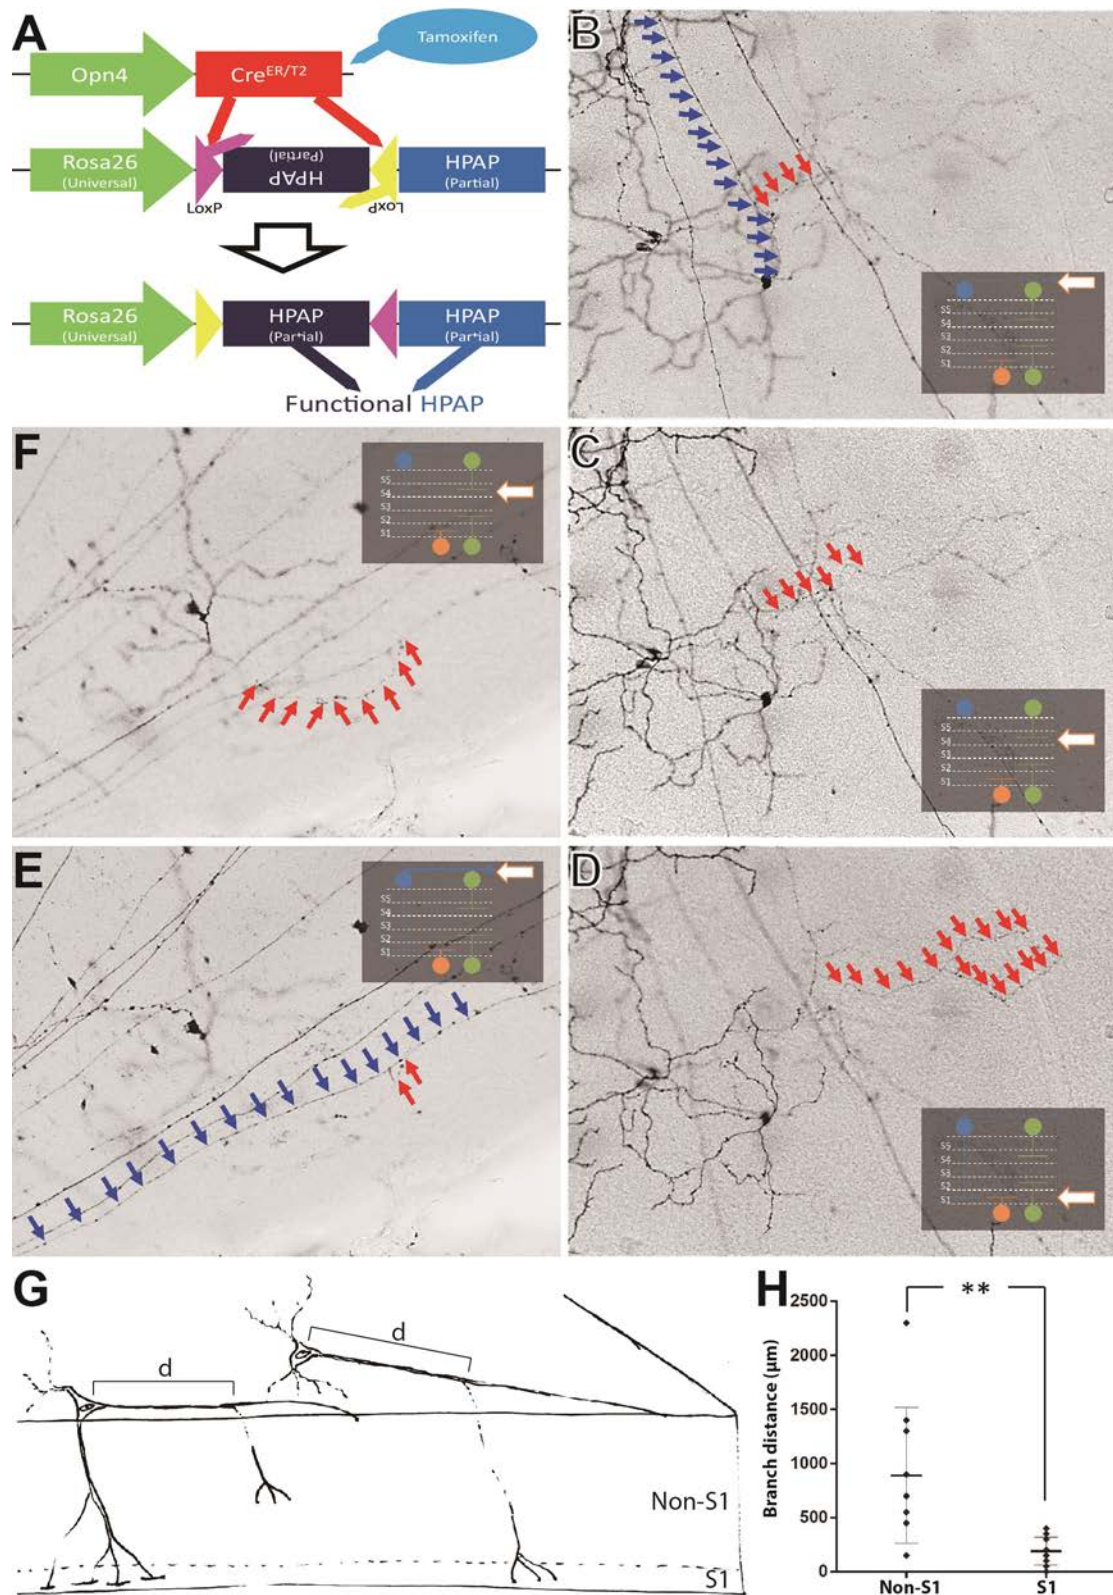 A
Tamoxifen
Opn4
Cre^ER/T2
Rosa26
(Universal)
HPAP
(Partial)
HPAP
(Partial)
LoxP
LoxP
Rosa26
(Universal)
HPAP
(Partial)
HPAP
(Partial)
Functional HPAP
B
S5
S4
S3
S2
S1
F
S5
S4
S3
S2
S1
C
S5
S4
S3
S2
S1
E
S5
S4
S3
S2
S1
D
S5
S4
S3
S2
S1
G
d
d
Non-S1
S1
H
**
Branch distance (µm)
2500
2000
1500
1000
500
0
Non-S1
S1